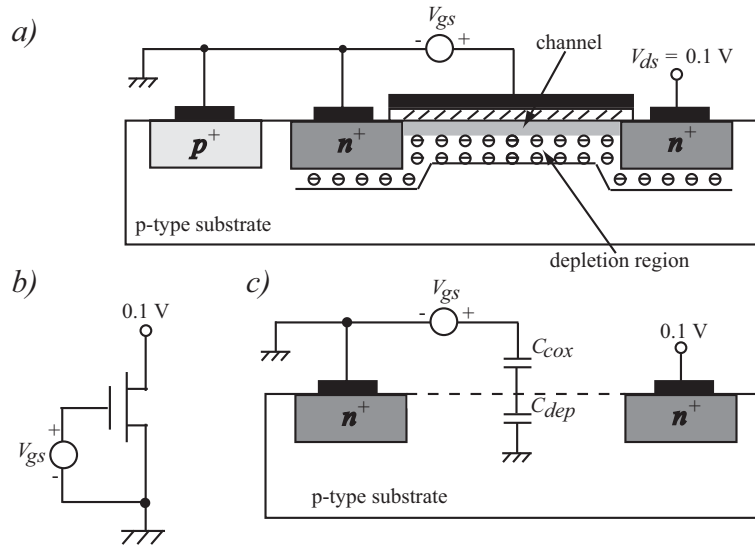 a)
V_gs
- +
channel
V_ds = 0.1 V
p+
n+
n+
p-type substrate
depletion region
b)
0.1 V
+
V_gs
-
c)
V_gs
- +
C_cox
0.1 V
C_dep
n+
n+
p-type substrate